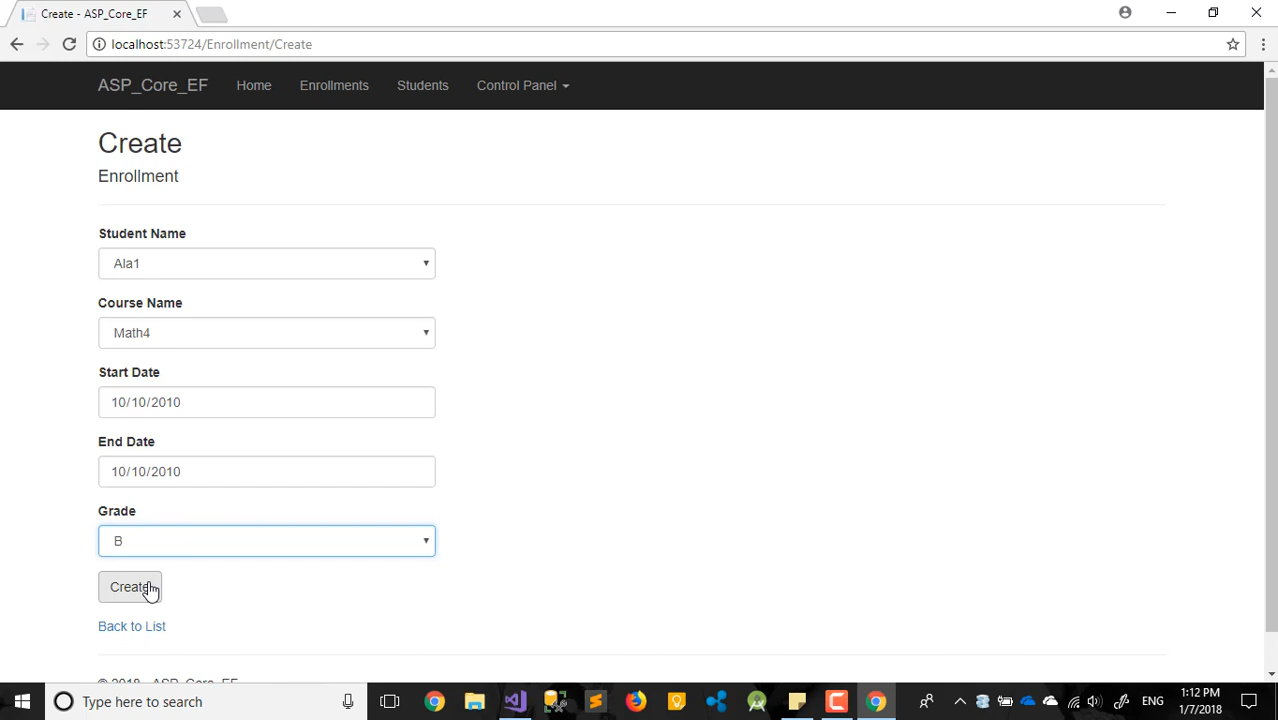 Create - ASP_Core_EF
localhost:53724/Enrollment/Create
ASP_Core_EF Home Enrollments Students Control Panel
Create
Enrollment
Student Name
Ala1
Course Name
Math4
Start Date
10/10/2010
End Date
10/10/2010
Grade
B
Create
Back to List
© 2018 - ASP_Core_EF
Type here to search
ENG
1:12 PM
1/7/2018